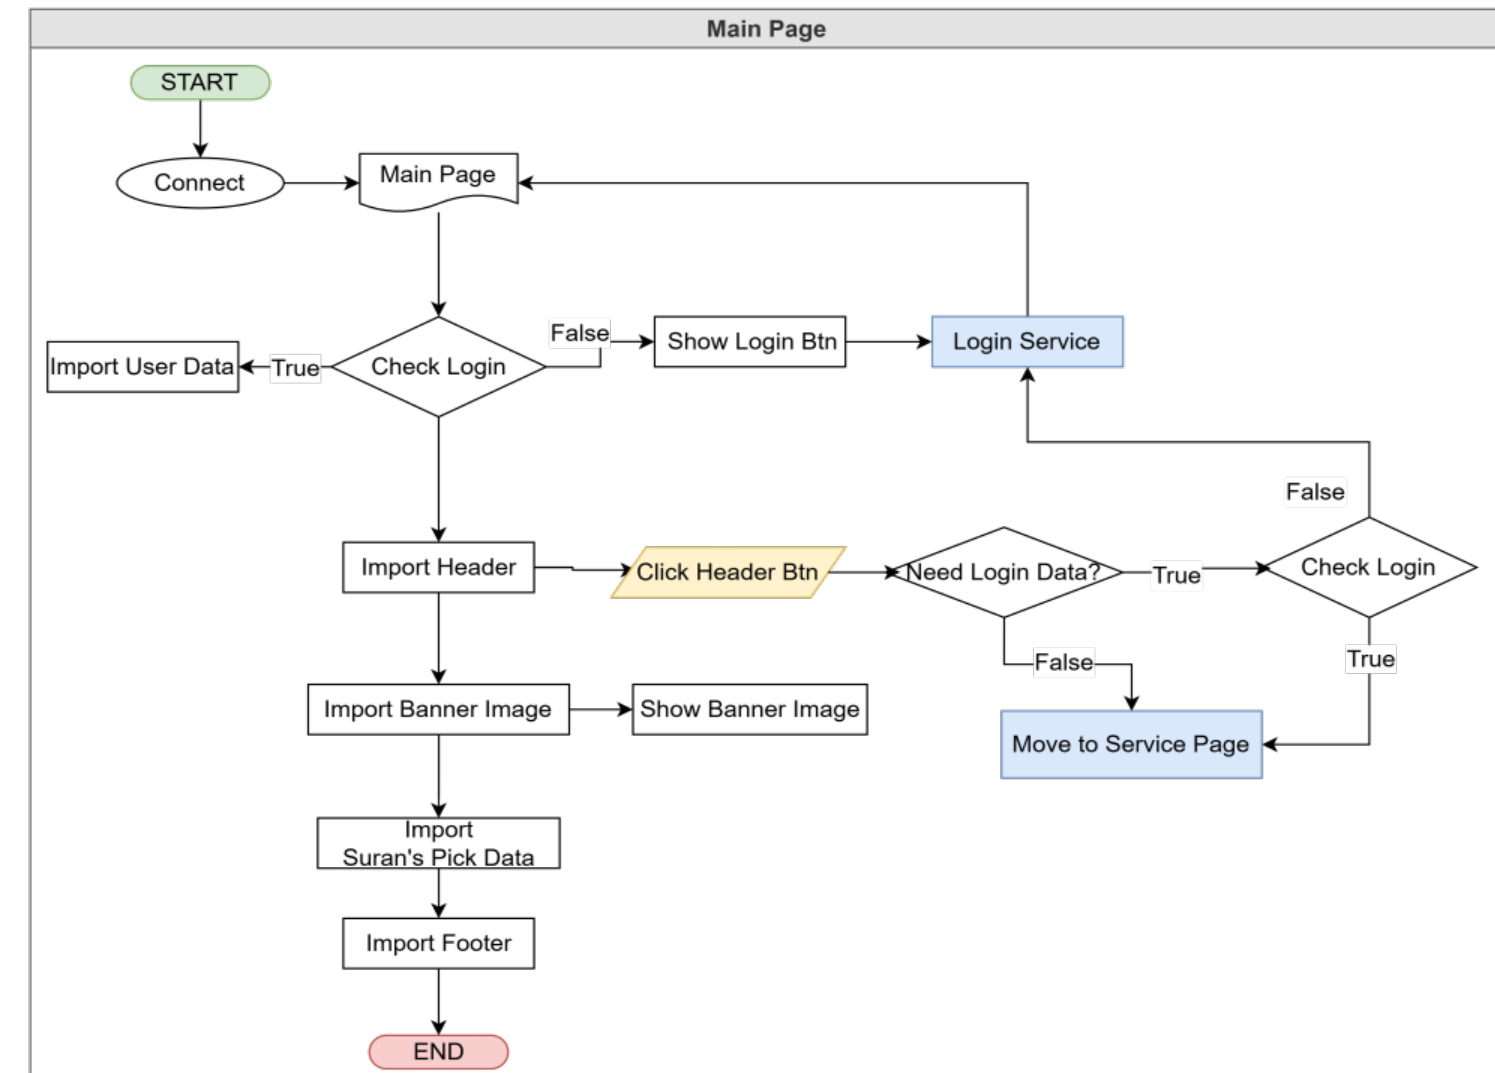 Main Page
START
Connect
Main Page
False
Show Login Btn
Login Service
Import User Data
True
Check Login
False
Import Header
Click Header Btn
Need Login Data?
True
Check Login
False
True
Import Banner Image
Show Banner Image
Move to Service Page
Import
Suran's Pick Data
Import Footer
END